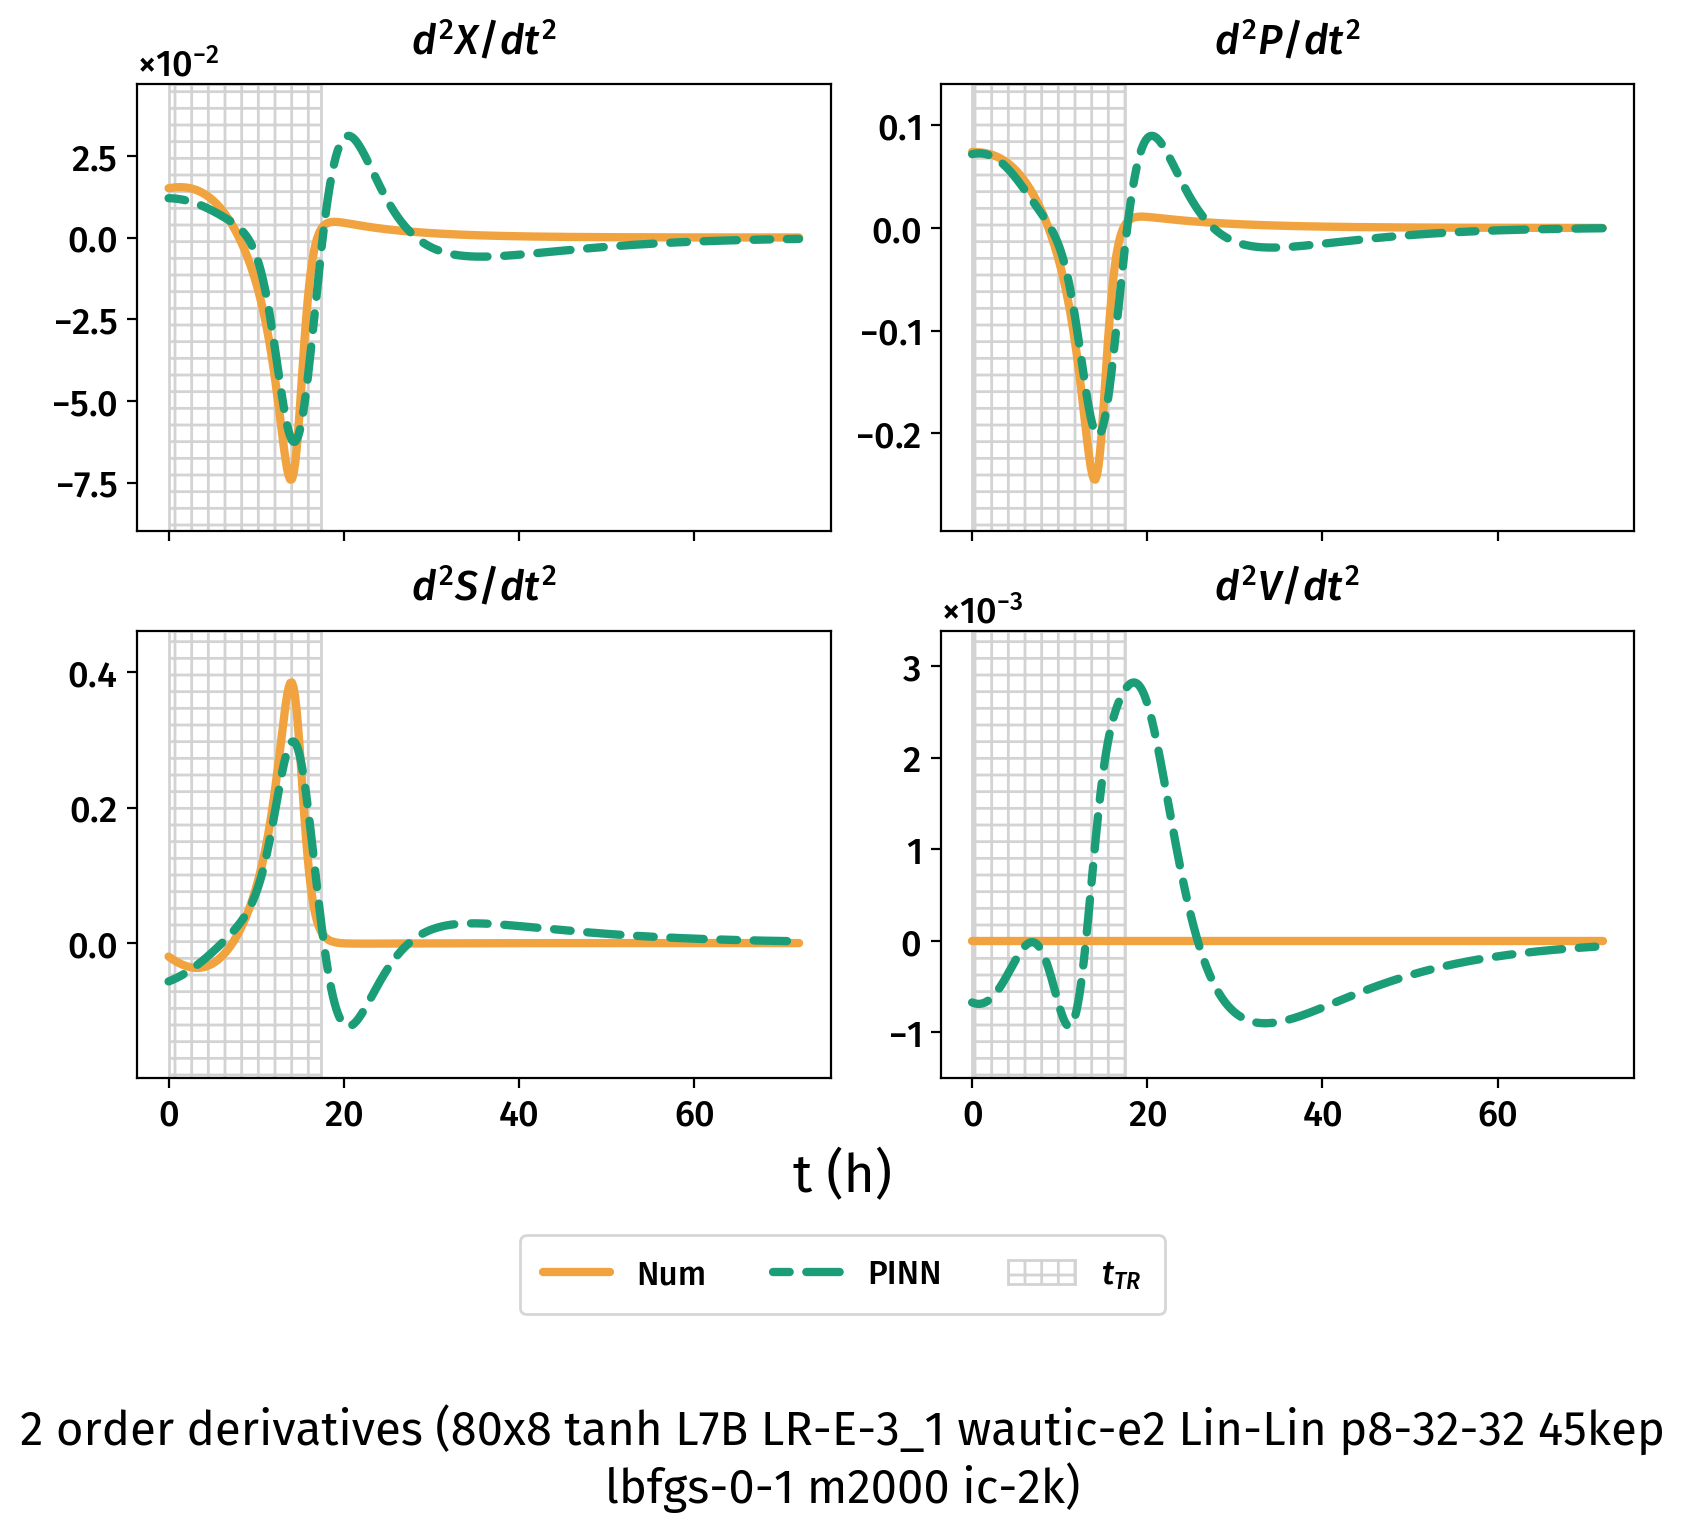 d²X/dt²
d²P/dt²
×10⁻²
2.5
0.0
−2.5
−5.0
−7.5
0.1
0.0
−0.1
−0.2
d²S/dt²
d²V/dt²
×10⁻³
0.4
0.2
0.0
3
2
1
0
−1
0 20 40 60
0 20 40 60
t (h)
Num PINN t_TR
2 order derivatives (80x8 tanh L7B LR-E-3_1 wautic-e2 Lin-Lin p8-32-32 45kep
lbfgs-0-1 m2000 ic-2k)